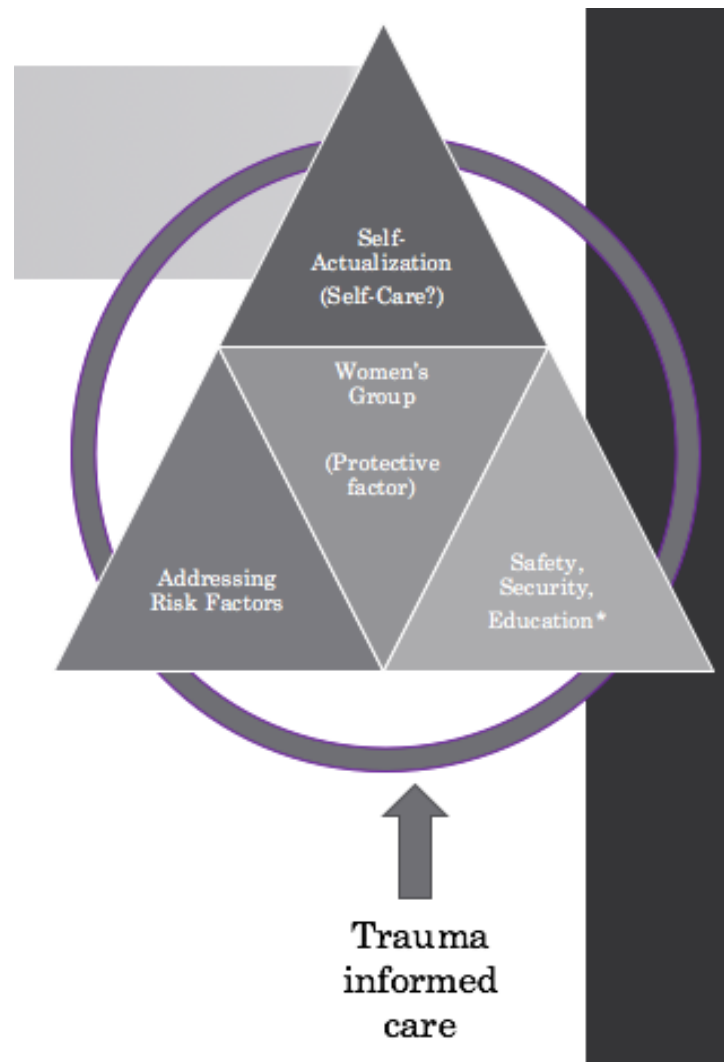 Self-
Actualization
(Self-Care?)
Women's
Group
(Protective
factor)
Addressing
Risk Factors
Safety,
Security,
Education*
Trauma
informed
care